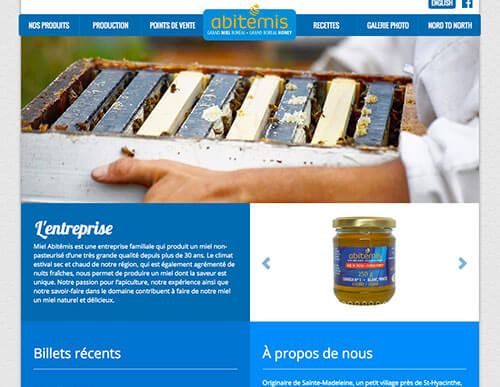 ENGLISH
NOS PRODUITS PRODUCTION POINTS DE VENTE abitemis RECETTES GALERIE PHOTO NORD TO NORTH
GRAND MIEL BORÉAL • GRAND BOREAL HONEY
L'entreprise
Miel Abitémis est une entreprise familiale qui produit un miel non-
pasteurisé d'une très grande qualité depuis plus de 30 ans. Le climat
estival sec et chaud de notre région, qui est également agrémenté de
nuits fraîches, nous permet de produire un miel dont la saveur est
unique. Notre passion pour l'apiculture, notre expérience ainsi que
notre savoir-faire dans le domaine contribuent à faire de notre miel
un miel naturel et délicieux.
abitemis
250 g
Billets récents
À propos de nous
Originaire de Sainte-Madeleine, un petit village près de St-Hyacinthe,